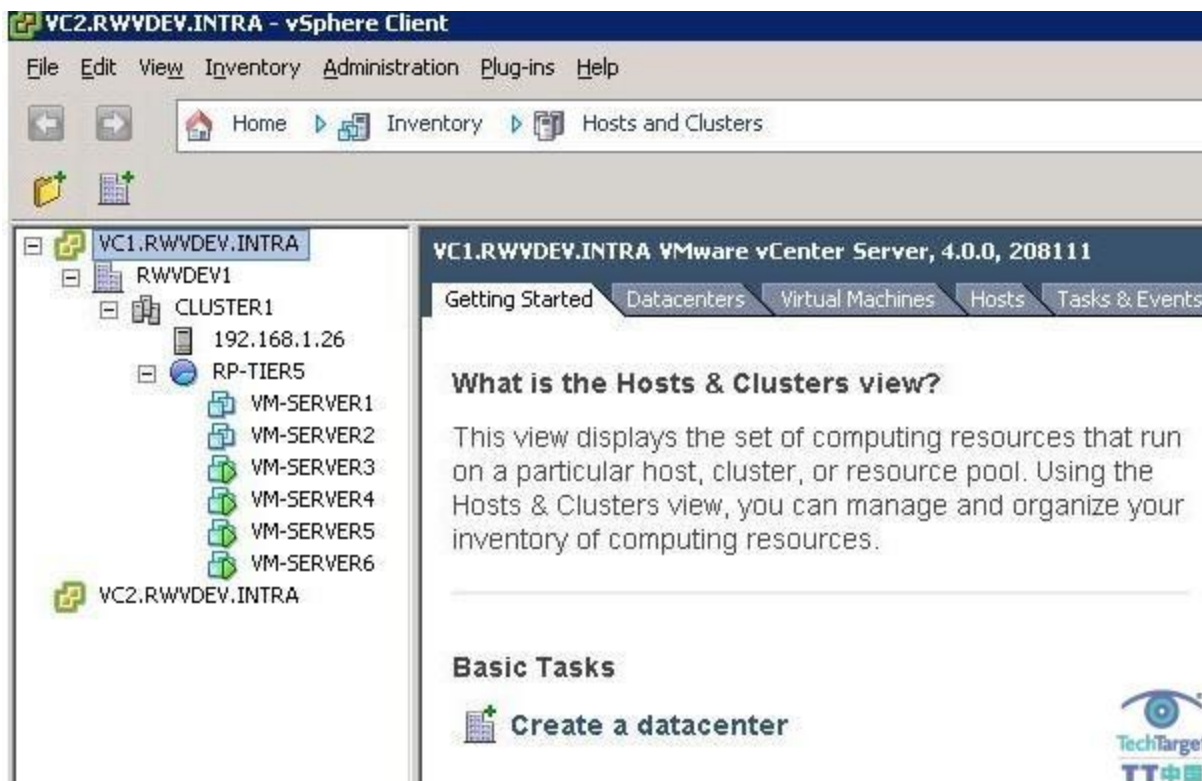 VC2.RWVDEV.INTRA - vSphere Client
File Edit View Inventory Administration Plug-ins Help
Home Inventory Hosts and Clusters
VC1.RWVDEV.INTRA
RWVDEV1
CLUSTER1
192.168.1.26
RP-TIER5
VM-SERVER1
VM-SERVER2
VM-SERVER3
VM-SERVER4
VM-SERVER5
VM-SERVER6
VC2.RWVDEV.INTRA
VC1.RWVDEV.INTRA VMware vCenter Server, 4.0.0, 208111
Getting Started Datacenters Virtual Machines Hosts Tasks & Events
What is the Hosts & Clusters view?
This view displays the set of computing resources that run
on a particular host, cluster, or resource pool. Using the
Hosts & Clusters view, you can manage and organize your
inventory of computing resources.
Basic Tasks
Create a datacenter
TechTarget
TT中国